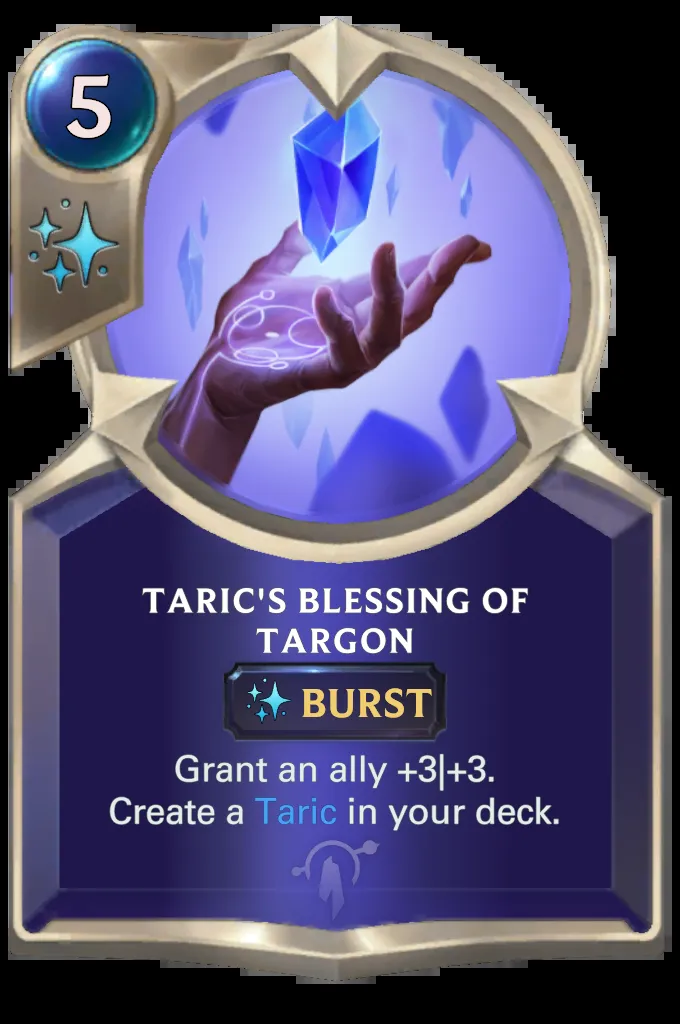 5
TARIC'S BLESSING OF
TARGON
BURST
Grant an ally +3|+3.
Create a Taric in your deck.